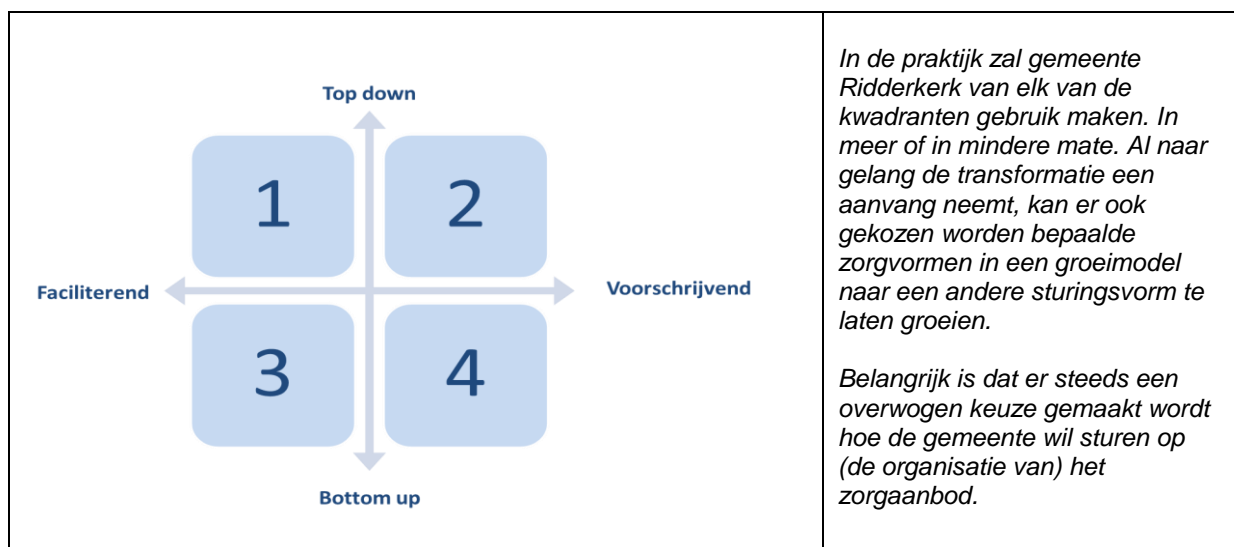 Top down
1
2
Faciliterend
Voorschrijvend
3
4
Bottom up
In de praktijk zal gemeente
Ridderkerk van elk van de
kwadranten gebruik maken. In
meer of in mindere mate. Al naar
gelang de transformatie een
aanvang neemt, kan er ook
gekozen worden bepaalde
zorgvormen in een groeimodel
naar een andere sturingsvorm te
laten groeien.
Belangrijk is dat er steeds een
overwogen keuze gemaakt wordt
hoe de gemeente wil sturen op
(de organisatie van) het
zorgaanbod.